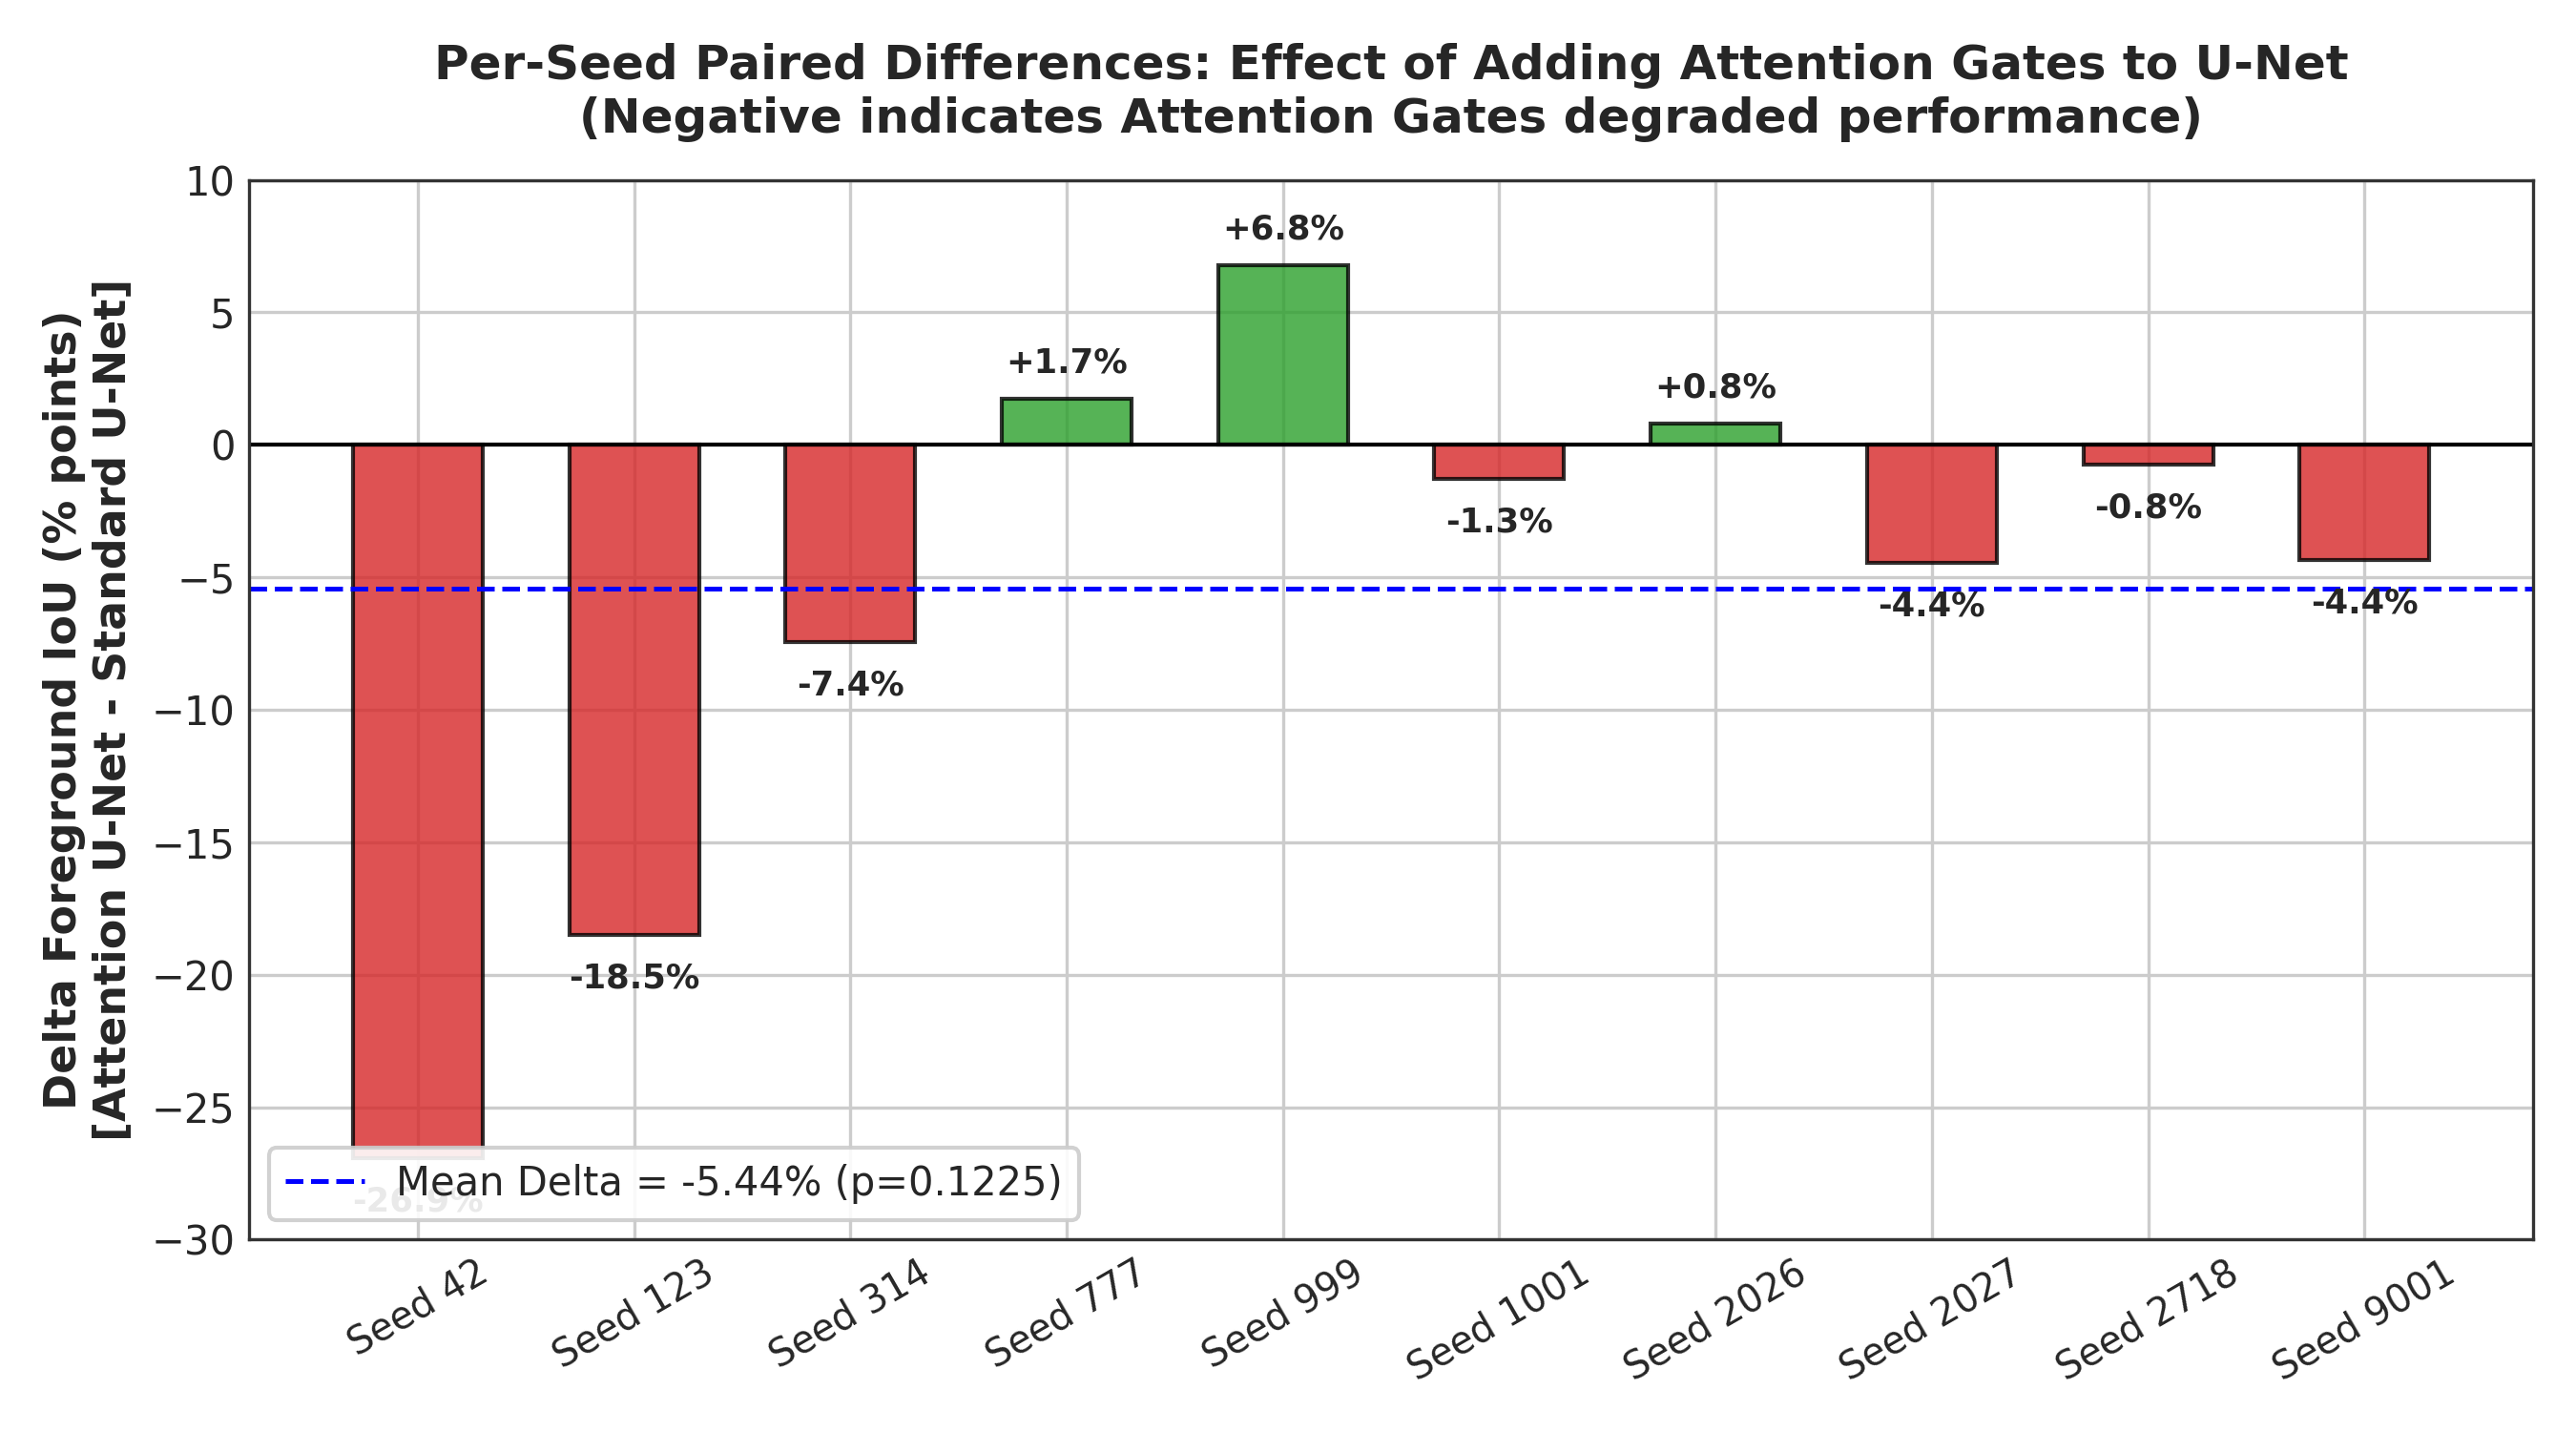 Per-Seed Paired Differences: Effect of Adding Attention Gates to U-Net
(Negative indicates Attention Gates degraded performance)
Delta Foreground IoU (% points)
[Attention U-Net - Standard U-Net]
10
5
0
−5
−10
−15
−20
−25
−30
-26.9%
-18.5%
-7.4%
+1.7%
+6.8%
-1.3%
+0.8%
-4.4%
-0.8%
-4.4%
Mean Delta = -5.44% (p=0.1225)
Seed 42
Seed 123
Seed 314
Seed 777
Seed 999
Seed 1001
Seed 2026
Seed 2027
Seed 2718
Seed 9001